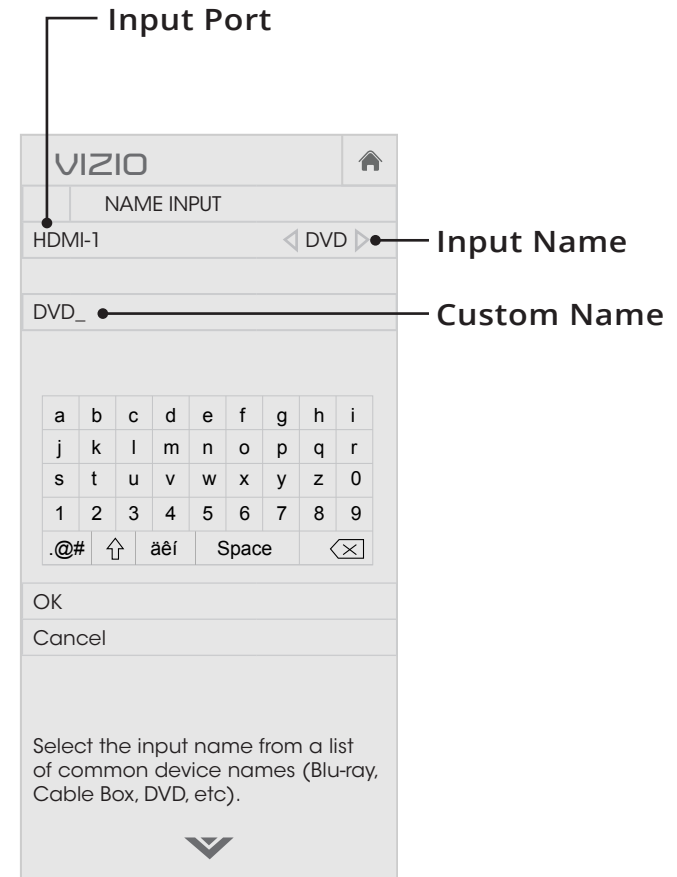 Input Port
VIZIO
NAME INPUT
HDMI-1 DVD Input Name
DVD_ Custom Name
a b c d e f g h i
j k l m n o p q r
s t u v w x y z 0
1 2 3 4 5 6 7 8 9
.@# äêí Space
OK
Cancel
Select the input name from a list
of common device names (Blu-ray,
Cable Box, DVD, etc).